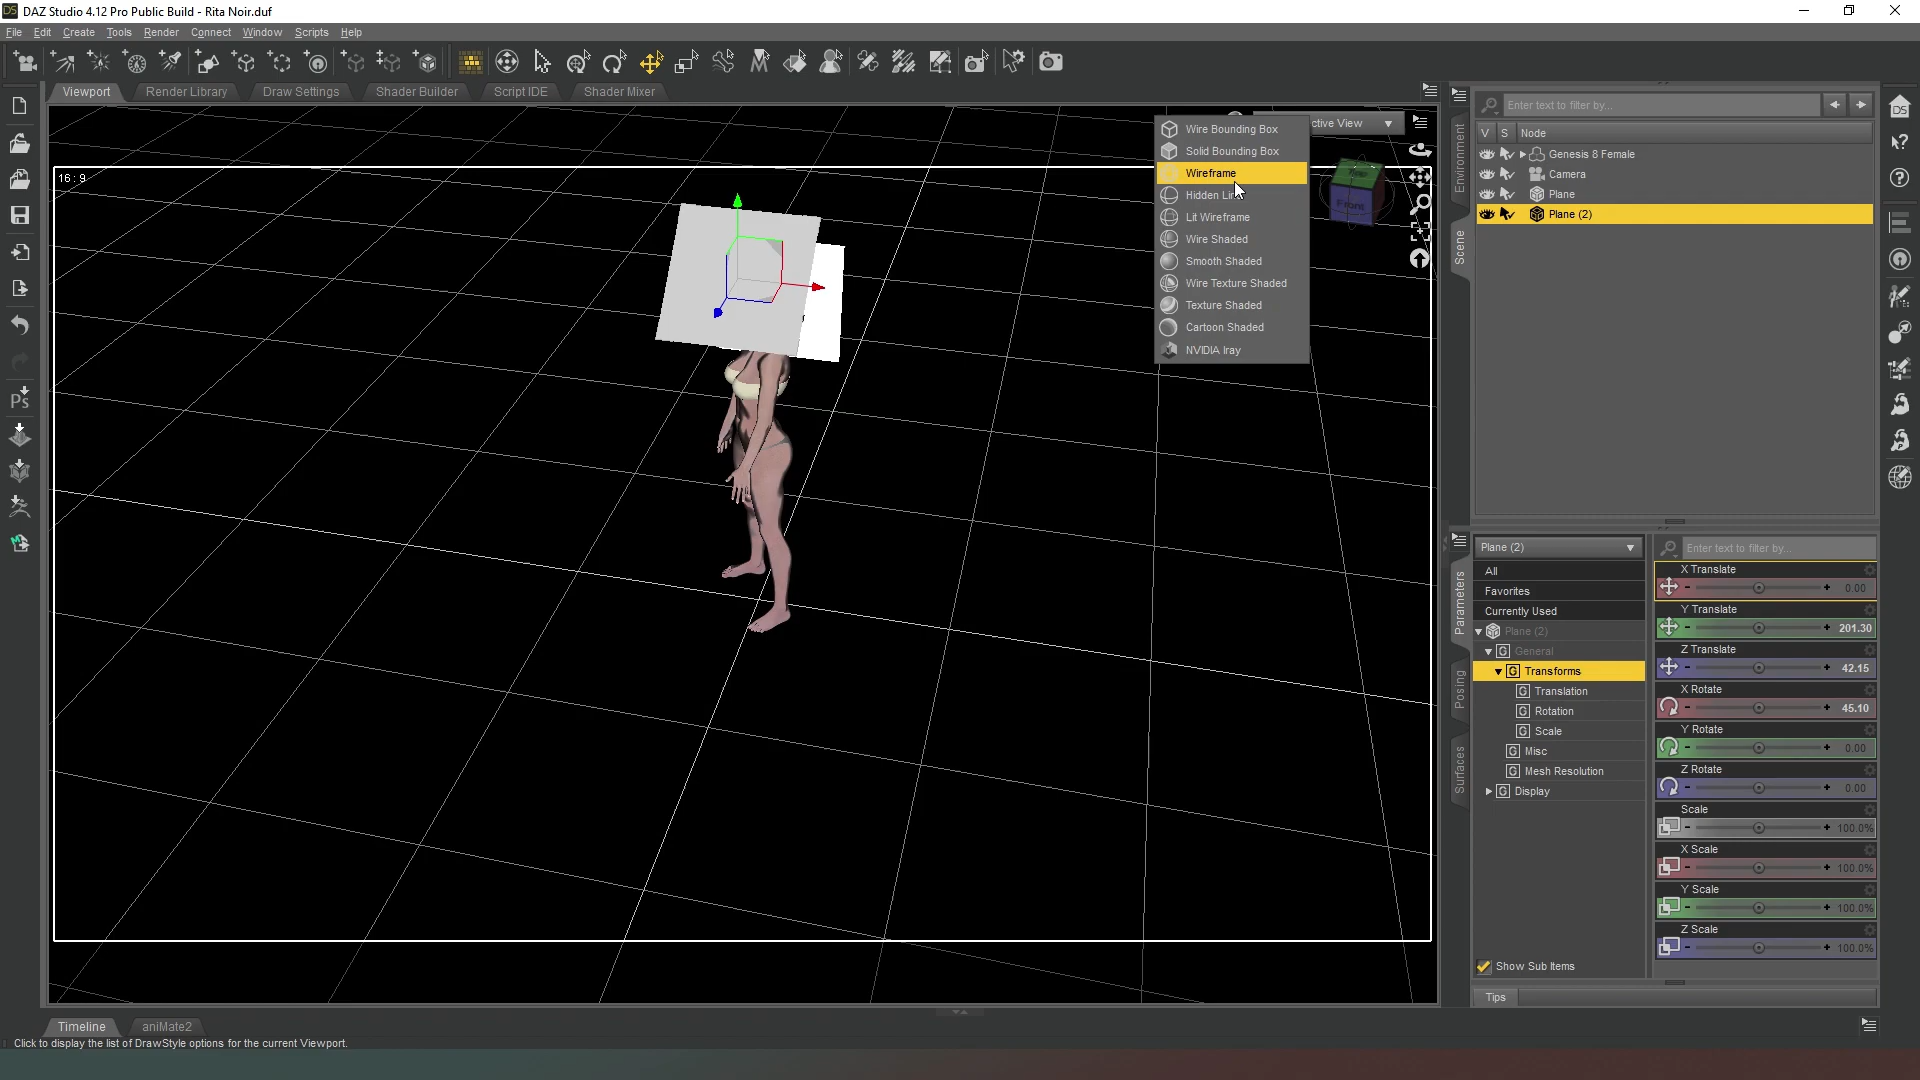 DAZ Studio 4.12 Pro Public Build - Rita Noir.duf
File Edit Create Tools Render Connect Window Scripts Help
Viewport Render Library Draw Settings Shader Builder Script IDE Shader Mixer
16 : 9
ctive View
Wire Bounding Box
Solid Bounding Box
Wireframe
Hidden Lin
Lit Wireframe
Wire Shaded
Smooth Shaded
Wire Texture Shaded
Texture Shaded
Cartoon Shaded
NVIDIA Iray
Front
Environment
Scene
Enter text to filter by...
V S Node
Genesis 8 Female
Camera
Plane
Plane (2)
Parameters
Posing
Surfaces
Plane (2)
All
Favorites
Currently Used
Plane (2)
General
Transforms
Translation
Rotation
Scale
Misc
Mesh Resolution
Display
Show Sub Items
Enter text to filter by...
X Translate
0.00
Y Translate
201.30
Z Translate
42.15
X Rotate
45.10
Y Rotate
0.00
Z Rotate
0.00
Scale
100.0%
X Scale
100.0%
Y Scale
100.0%
Z Scale
100.0%
Tips
Timeline aniMate2
Click to display the list of DrawStyle options for the current Viewport.